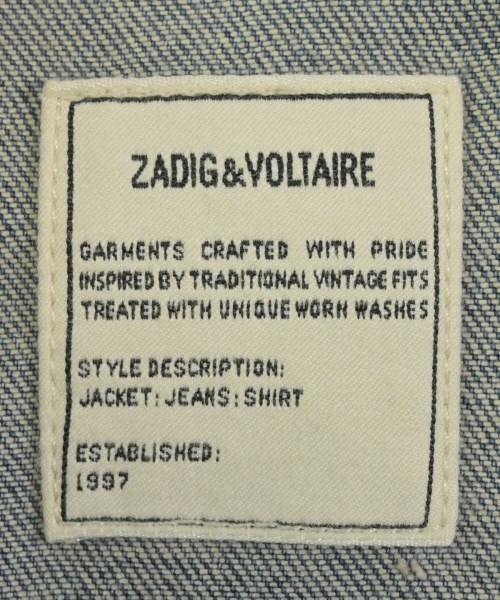 ZADIG&VOLTAIRE
GARMENTS CRAFTED WITH PRIDE
INSPIRED BY TRADITIONAL VINTAGE FITS
TREATED WITH UNIQUE WORN WASHES
STYLE DESCRIPTION:
JACKET: JEANS: SHIRT
ESTABLISHED:
1997